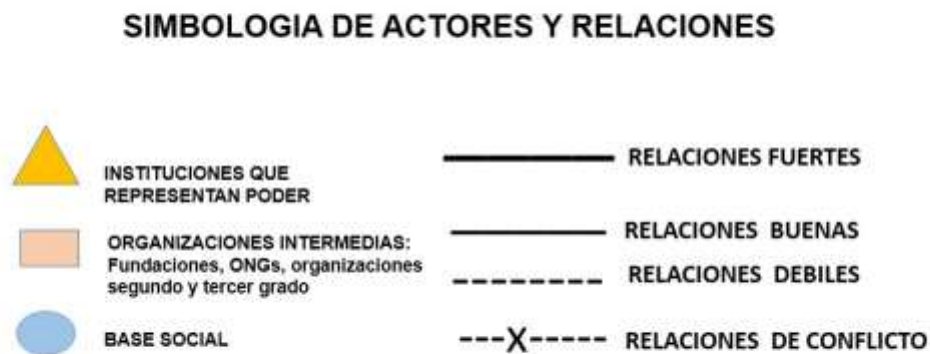 SIMBOLOGIA DE ACTORES Y RELACIONES
INSTITUCIONES QUE
REPRESENTAN PODER
ORGANIZACIONES INTERMEDIAS:
Fundaciones, ONGs, organizaciones
segundo y tercer grado
BASE SOCIAL
RELACIONES FUERTES
RELACIONES BUENAS
RELACIONES DEBILES
X
RELACIONES DE CONFLICTO